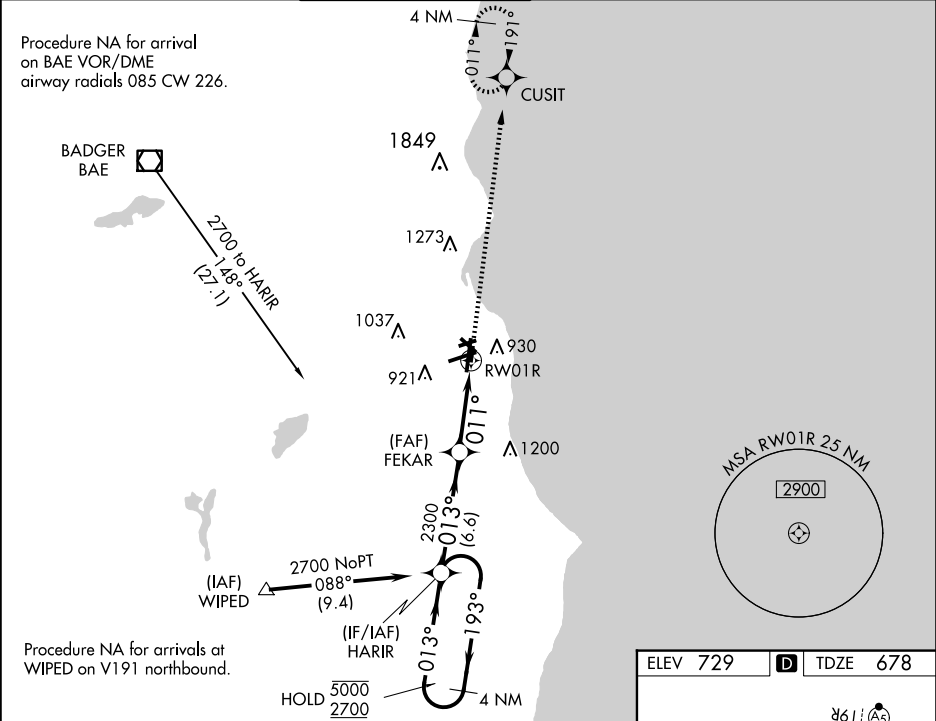 4 NM
011°
191°
CUSIT
Procedure NA for arrival
on BAE VOR/DME
airway radials 085 CW 226.
BADGER
BAE
1849
2700 to HARIR
148°
(27.1)
1273
1037
930
RW01R
921
011°
(FAF)
FEKAR
1200
MSA RW01R 25 NM
2900
2300
013°
(6.6)
2700 NoPT
088°
(9.4)
(IAF)
WIPED
(IF/IAF)
HARIR
013°
193°
Procedure NA for arrivals at
WIPED on V191 northbound.
HOLD 5000
2700
4 NM
ELEV 729 D TDZE 678
19R
A5